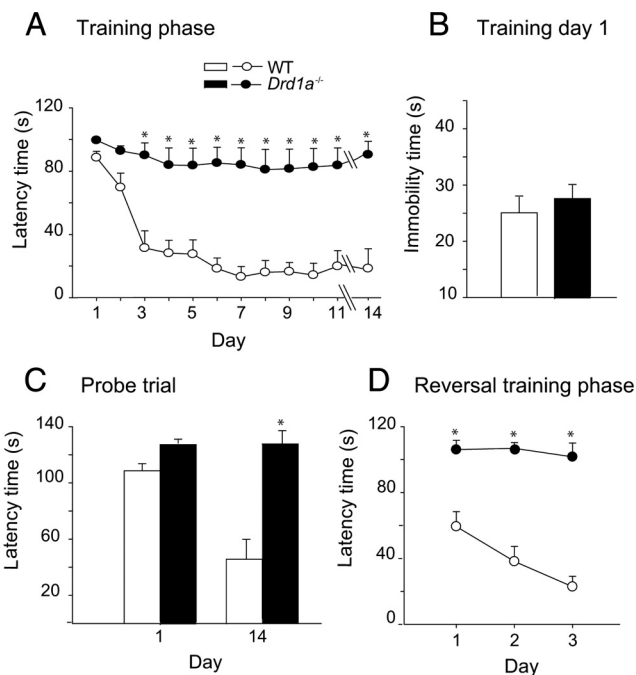 A Training phase
B Training day 1
WT
Drd1a-/-
Latency time (s)
120
80
40
0
* * * * * * * * * *
1 3 5 7 9 11 14
Day
Immobility time (s)
40
30
20
10
C Probe trial
D Reversal training phase
Latency time (s)
140
100
60
20
*
1 14
Day
Latency time (s)
120
80
40
0
* * *
1 2 3
Day